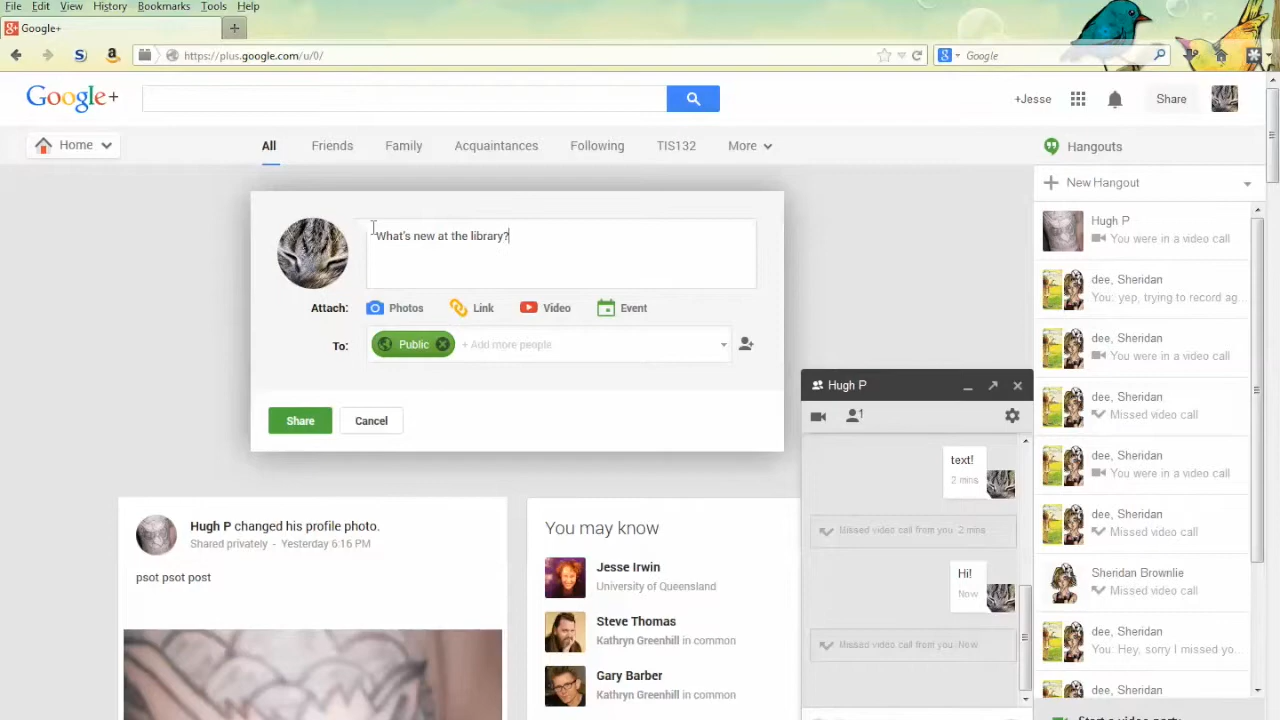 File Edit View History Bookmarks Tools Help
Google+
https://plus.google.com/u/0/
Google
Google+
+Jesse
Share
Home
All Friends Family Acquaintances Following TIS132 More
Hangouts
New Hangout
What's new at the library?
Attach: Photos Link Video Event
To: Public + Add more people
Share Cancel
Hugh P changed his profile photo.
Shared privately - Yesterday 6:16 PM
psot psot post
You may know
Jesse Irwin
University of Queensland
Steve Thomas
Kathryn Greenhill in common
Gary Barber
Kathryn Greenhill in common
Hugh P
1
text!
2 mins
Missed video call from you 2 mins
Hi!
Now
Missed video call from you Now
Hugh P
You were in a video call
dee, Sheridan
You: yep, trying to record ag...
dee, Sheridan
You were in a video call
dee, Sheridan
Missed video call
dee, Sheridan
You were in a video call
dee, Sheridan
Missed video call
Sheridan Brownlie
Missed video call
dee, Sheridan
You: Hey, sorry I missed yo...
dee, Sheridan
Start a video party